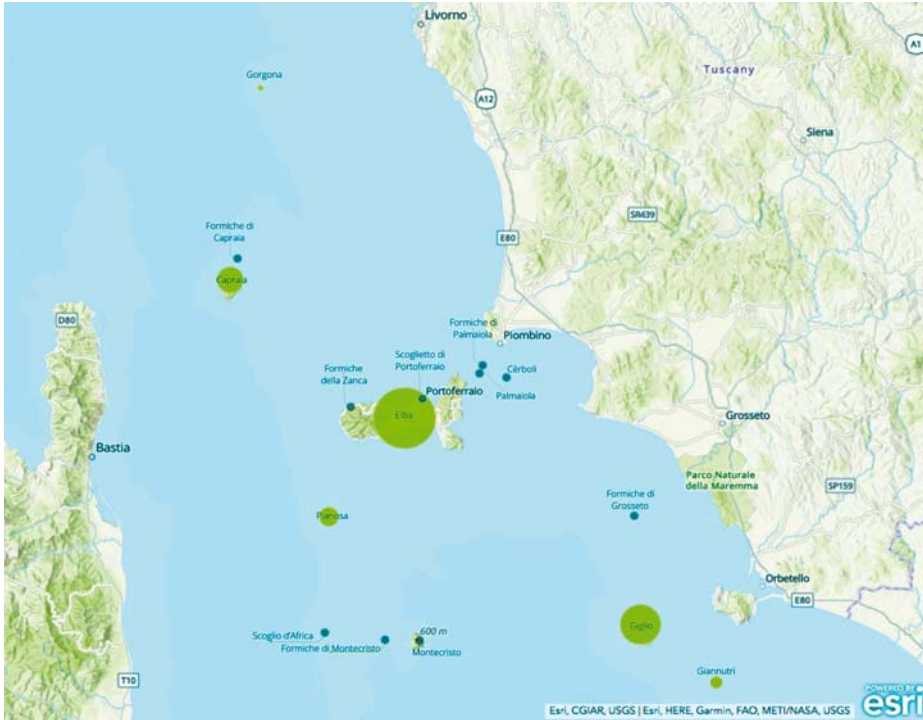 Livorno
A1
Gorgona
Tuscany
A12
Siena
Formiche di
Capraia
SR439
E80
Capraia
D80
Formiche di
Palmaiola
Piombino
Scoglietto di
Portoferraio
Formiche
della Zanca
Cèrboli
Portoferraio
Palmaiola
Elba
Grosseto
Bastia
Parco Naturale
della Maremma
SP159
Formiche di
Grosseto
Pianosa
Orbetello
E80
Giglio
Scoglio d'Africa
600 m
Formiche di Montecristo
Montecristo
Giannutri
T10
POWERED BY
esri
Esri, CGIAR, USGS | Esri, HERE, Garmin, FAO, METI/NASA, USGS